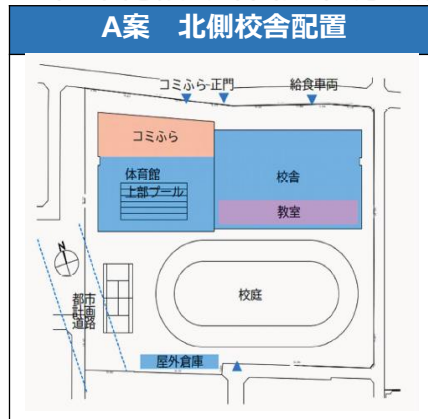 A案 北側校舎配置
コミぷら 正門
給食車両
コミぷら
体育館
上部プール
校舎
教室
N
都市
計画
道路
校庭
屋外倉庫